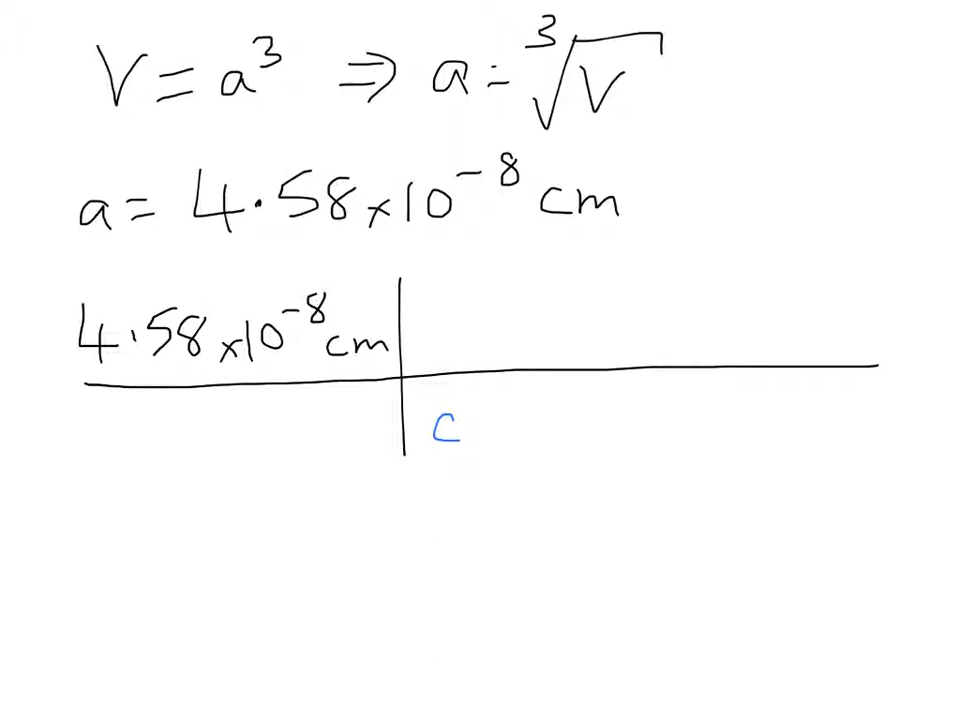 V = a³ ⇒ a = ∛V
a = 4.58×10⁻⁸ cm
4.58×10⁻⁸ cm
c